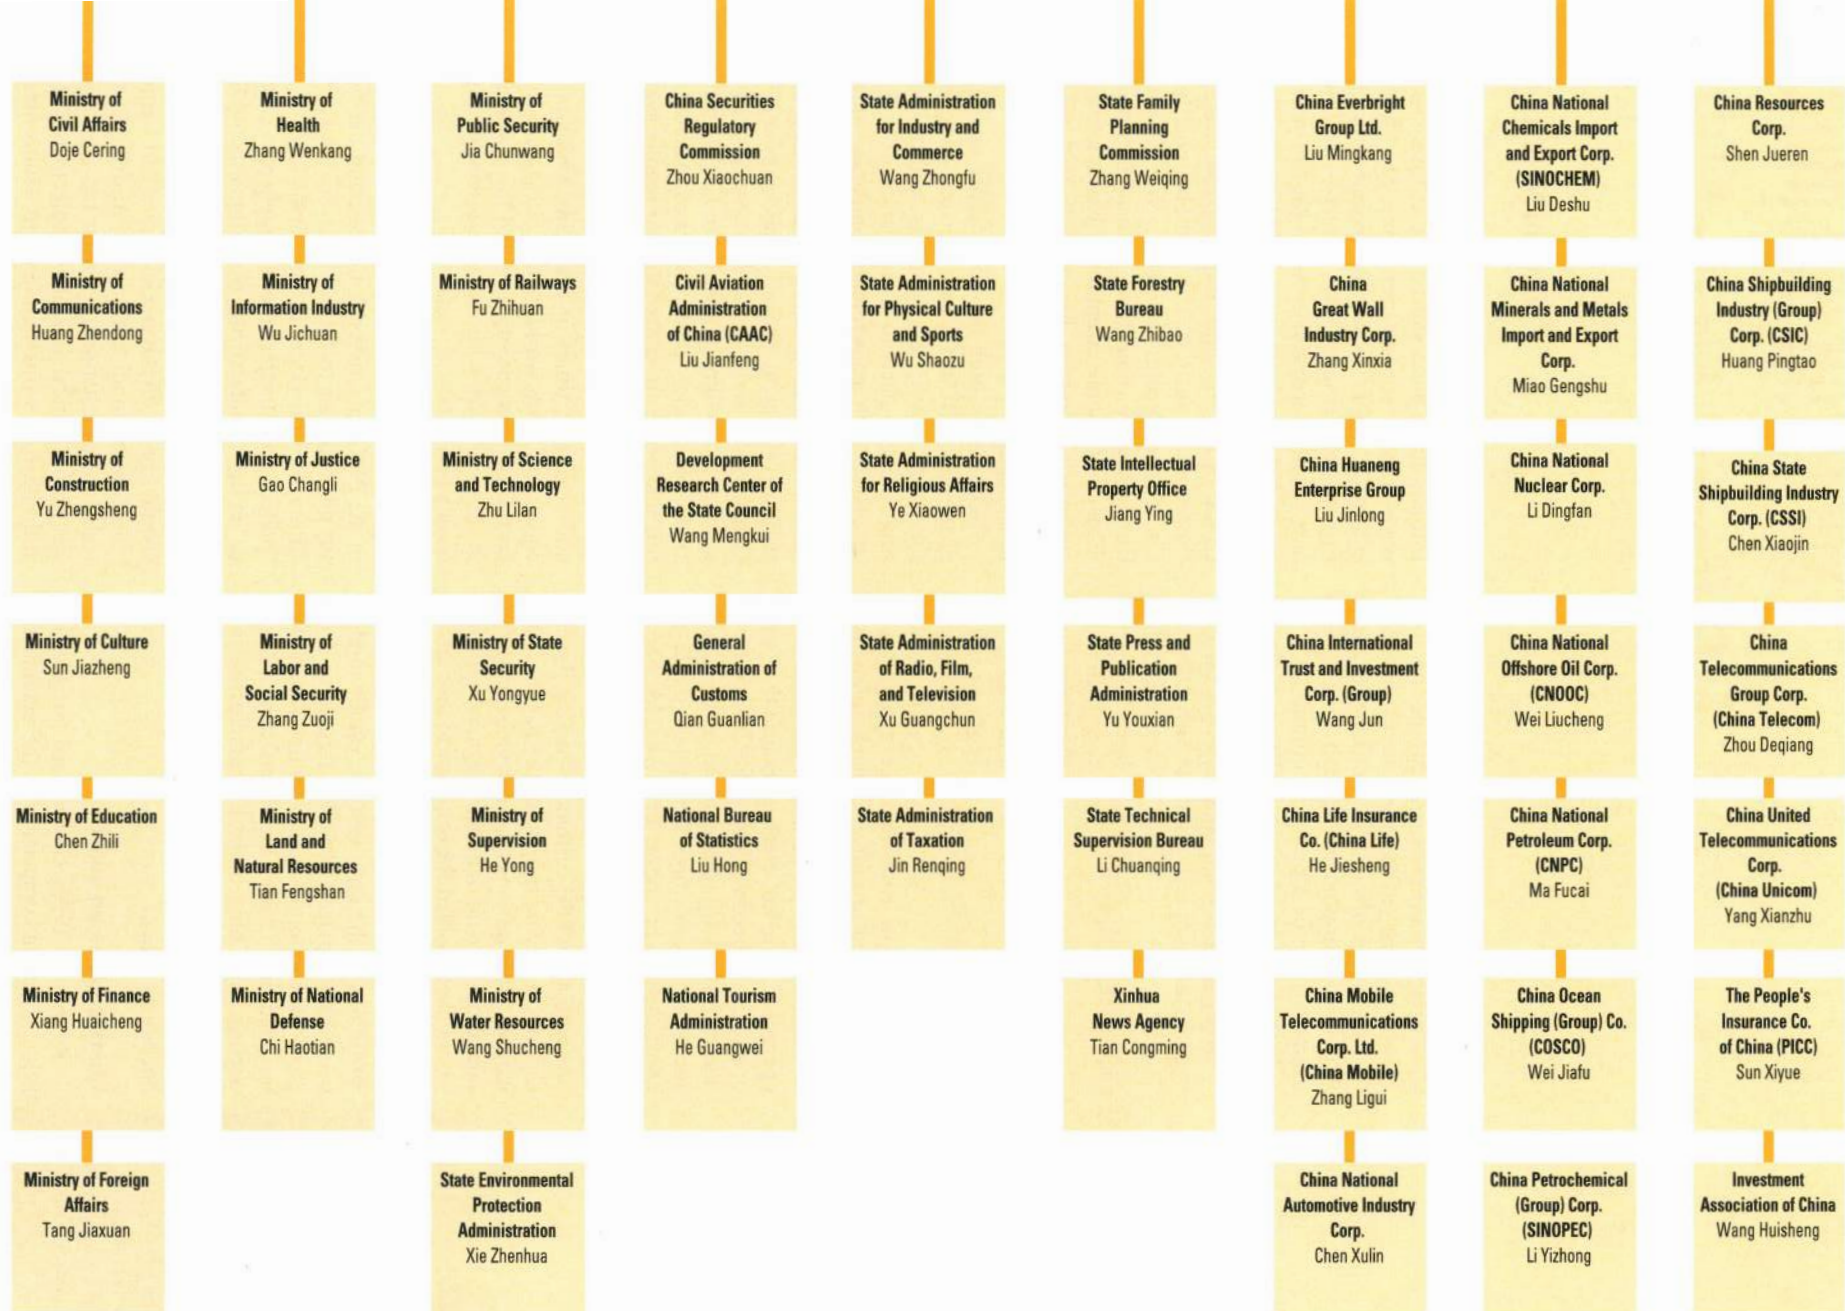 Ministry of
Civil Affairs
Doje Cering
Ministry of
Communications
Huang Zhendong
Ministry of
Construction
Yu Zhengsheng
Ministry of Culture
Sun Jiazheng
Ministry of Education
Chen Zhili
Ministry of Finance
Xiang Huaicheng
Ministry of Foreign
Affairs
Tang Jiaxuan
Ministry of
Health
Zhang Wenkang
Ministry of
Information Industry
Wu Jichuan
Ministry of Justice
Gao Changli
Ministry of
Labor and
Social Security
Zhang Zuoji
Ministry of
Land and
Natural Resources
Tian Fengshan
Ministry of National
Defense
Chi Haotian
Ministry of
Public Security
Jia Chunwang
Ministry of Railways
Fu Zhihuan
Ministry of Science
and Technology
Zhu Lilan
Ministry of State
Security
Xu Yongyue
Ministry of
Supervision
He Yong
Ministry of
Water Resources
Wang Shucheng
State Environmental
Protection
Administration
Xie Zhenhua
China Securities
Regulatory
Commission
Zhou Xiaochuan
Civil Aviation
Administration
of China (CAAC)
Liu Jianfeng
Development
Research Center of
the State Council
Wang Mengkui
General
Administration of
Customs
Qian Guanlian
National Bureau
of Statistics
Liu Hong
National Tourism
Administration
He Guangwei
State Administration
for Industry and
Commerce
Wang Zhongfu
State Administration
for Physical Culture
and Sports
Wu Shaozu
State Administration
for Religious Affairs
Ye Xiaowen
State Administration
of Radio, Film,
and Television
Xu Guangchun
State Administration
of Taxation
Jin Renqing
State Family
Planning
Commission
Zhang Weiqing
State Forestry
Bureau
Wang Zhibao
State Intellectual
Property Office
Jiang Ying
State Press and
Publication
Administration
Yu Youxian
State Technical
Supervision Bureau
Li Chuanqing
Xinhua
News Agency
Tian Congming
China Everbright
Group Ltd.
Liu Mingkang
China
Great Wall
Industry Corp.
Zhang Xinxia
China Huaneng
Enterprise Group
Liu Jinlong
China International
Trust and Investment
Corp. (Group)
Wang Jun
China Life Insurance
Co. (China Life)
He Jiesheng
China Mobile
Telecommunications
Corp. Ltd.
(China Mobile)
Zhang Ligui
China National
Automotive Industry
Corp.
Chen Xulin
China National
Chemicals Import
and Export Corp.
(SINOCHEM)
Liu Deshu
China National
Minerals and Metals
Import and Export
Corp.
Miao Gengshu
China National
Nuclear Corp.
Li Dingfan
China National
Offshore Oil Corp.
(CNOOC)
Wei Liucheng
China National
Petroleum Corp.
(CNPC)
Ma Fucai
China Ocean
Shipping (Group) Co.
(COSCO)
Wei Jiafu
China Petrochemical
(Group) Corp.
(SINOPEC)
Li Yizhong
China Resources
Corp.
Shen Jueren
China Shipbuilding
Industry (Group)
Corp. (CSIC)
Huang Pingtao
China State
Shipbuilding Industry
Corp. (CSSI)
Chen Xiaojin
China
Telecommunications
Group Corp.
(China Telecom)
Zhou Deqiang
China United
Telecommunications
Corp.
(China Unicom)
Yang Xianzhu
The People's
Insurance Co.
of China (PICC)
Sun Xiyue
Investment
Association of China
Wang Huisheng